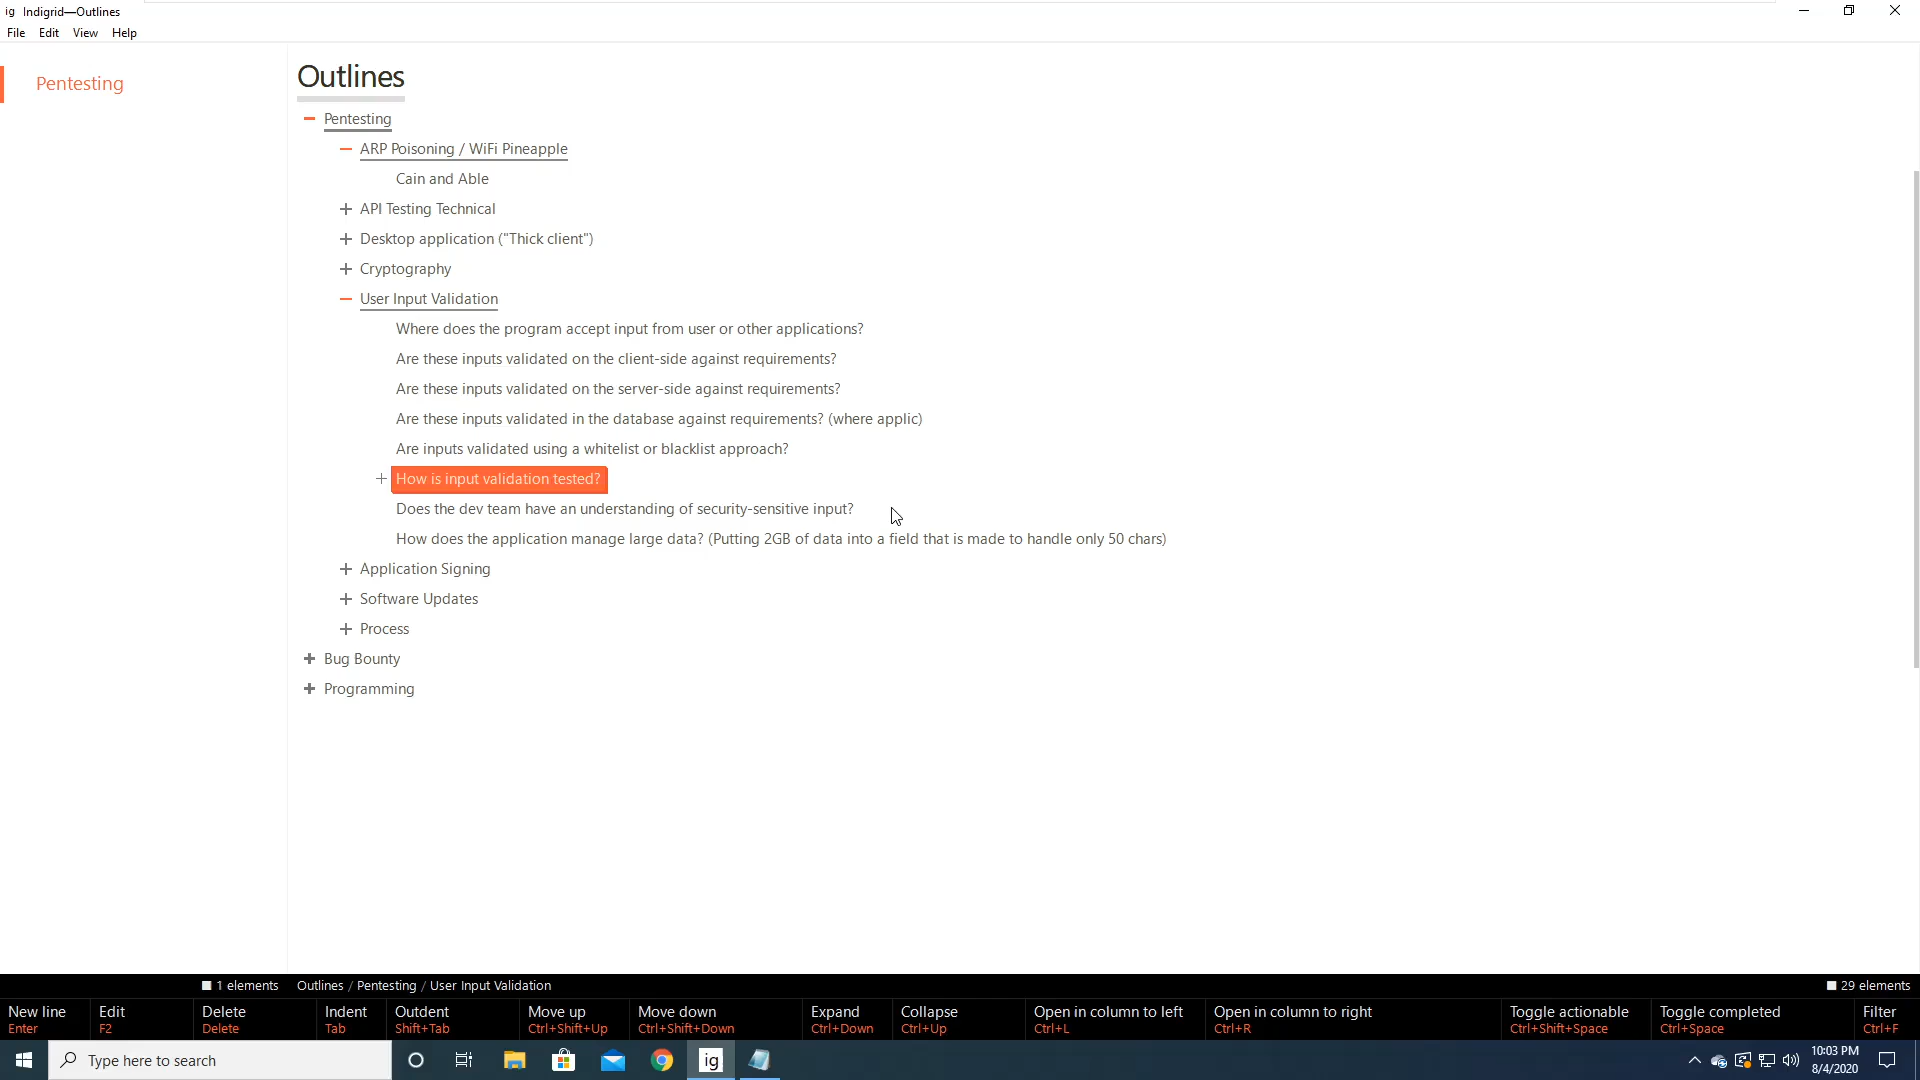 ig Indigrid—Outlines
File Edit View Help
Pentesting
Outlines
Pentesting
ARP Poisoning / WiFi Pineapple
Cain and Able
API Testing Technical
Desktop application ("Thick client")
Cryptography
User Input Validation
Where does the program accept input from user or other applications?
Are these inputs validated on the client-side against requirements?
Are these inputs validated on the server-side against requirements?
Are these inputs validated in the database against requirements? (where applic)
Are inputs validated using a whitelist or blacklist approach?
How is input validation tested?
Does the dev team have an understanding of security-sensitive input?
How does the application manage large data? (Putting 2GB of data into a field that is made to handle only 50 chars)
Application Signing
Software Updates
Process
Bug Bounty
Programming
1 elements Outlines / Pentesting / User Input Validation 29 elements
New line Edit Delete Indent Outdent Move up Move down Expand Collapse Open in column to left Open in column to right Toggle actionable Toggle completed Filter
Enter F2 Delete Tab Shift+Tab Ctrl+Shift+Up Ctrl+Shift+Down Ctrl+Down Ctrl+Up Ctrl+L Ctrl+R Ctrl+Shift+Space Ctrl+Space Ctrl+F
Type here to search ig 10:03 PM
8/4/2020